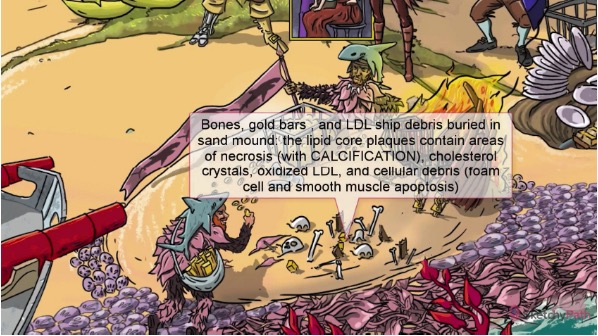 Bones, gold bars , and LDL ship debris buried in
sand mound: the lipid core plaques contain areas
of necrosis (with CALCIFICATION), cholesterol
crystals, oxidized LDL, and cellular debris (foam
cell and smooth muscle apoptosis)